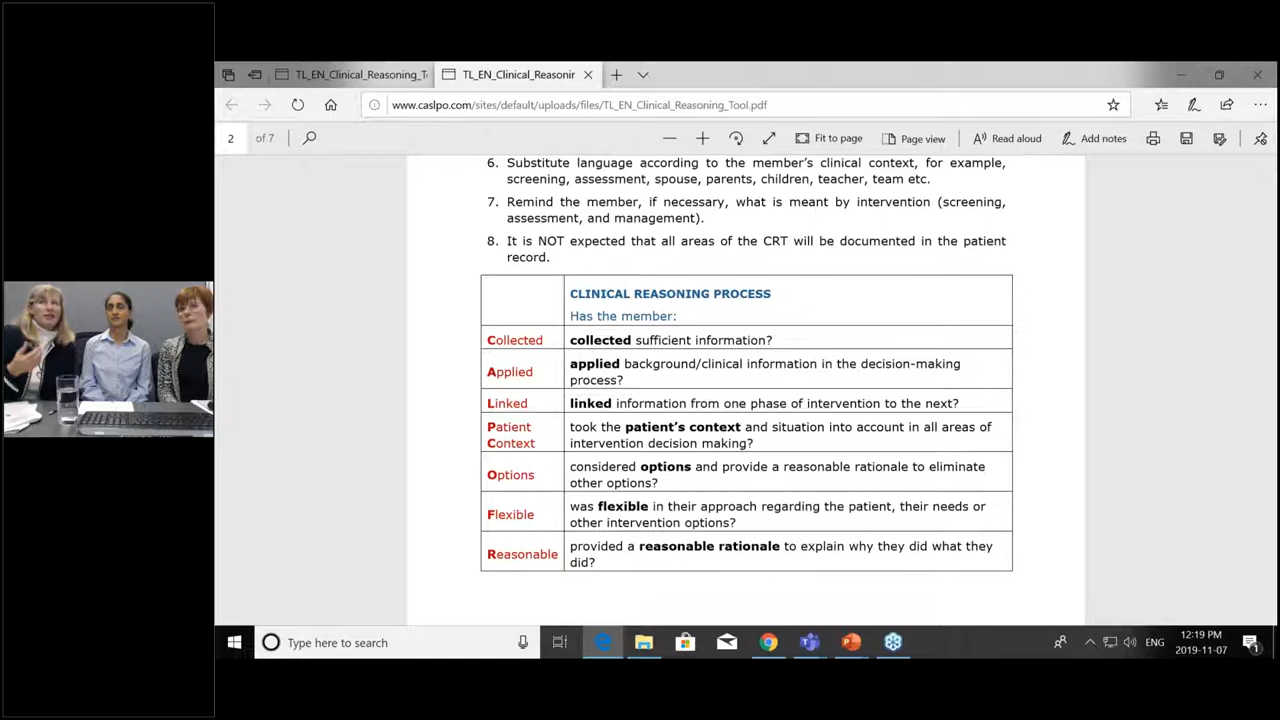 TL_EN_Clinical_Reasoning_T
TL_EN_Clinical_Reasonir
www.caslpo.com/sites/default/uploads/files/TL_EN_Clinical_Reasoning_Tool.pdf
2 of 7
Fit to page
Page view
Read aloud
Add notes
6. Substitute language according to the member's clinical context, for example,
screening, assessment, spouse, parents, children, teacher, team etc.
7. Remind the member, if necessary, what is meant by intervention (screening,
assessment, and management).
8. It is NOT expected that all areas of the CRT will be documented in the patient
record.
CLINICAL REASONING PROCESS
Has the member:
Collected
collected sufficient information?
Applied
applied background/clinical information in the decision-making
process?
Linked
linked information from one phase of intervention to the next?
Patient
Context
took the patient's context and situation into account in all areas of
intervention decision making?
Options
considered options and provide a reasonable rationale to eliminate
other options?
Flexible
was flexible in their approach regarding the patient, their needs or
other intervention options?
Reasonable
provided a reasonable rationale to explain why they did what they
did?
Type here to search
ENG
12:19 PM
2019-11-07
1